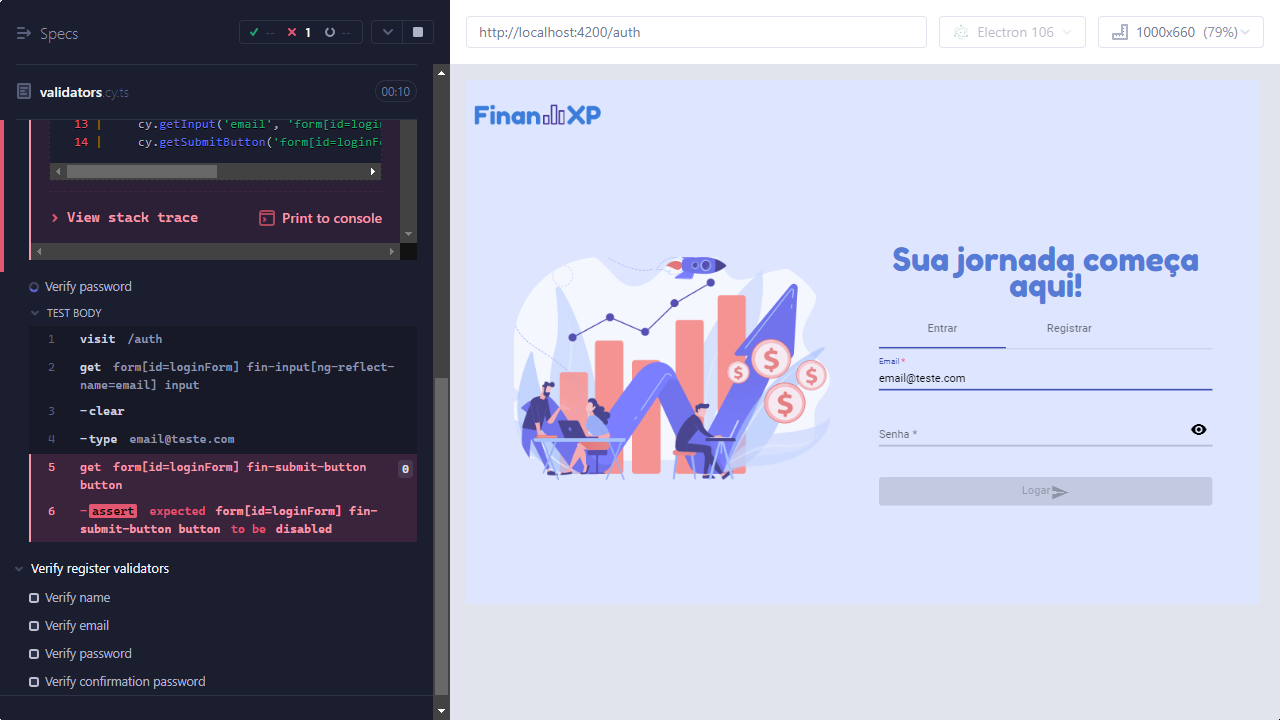 Specs
-- 1 --
validators.cy.ts
00:10
13 | cy.getInput('email', 'form[id=logi
14 | cy.getSubmitButton('form[id=loginF
View stack trace
Print to console
Verify password
TEST BODY
1 visit /auth
2 get form[id=loginForm] fin-input[ng-reflect-
name=email] input
3 -clear
4 -type email@teste.com
5 get form[id=loginForm] fin-submit-button
button
0
6 -assert expected form[id=loginForm] fin-
submit-button button to be disabled
Verify register validators
Verify name
Verify email
Verify password
Verify confirmation password
http://localhost:4200/auth
Electron 106
1000x660 (79%)
Finan XP
Sua jornada começa
aqui!
Entrar
Registrar
Email *
email@teste.com
Senha *
Logar